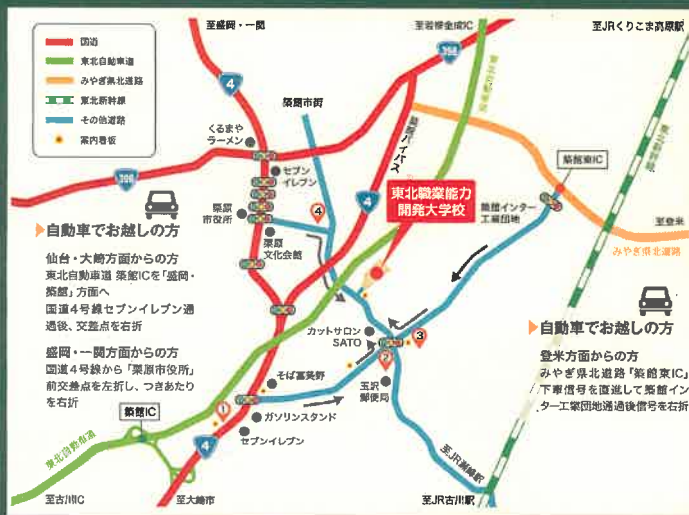 至盛岡・一関
至若柳金成IC
398
至JRくりこま高原駅
国道
東北自動車道
みやぎ県北道路
東北新幹線
その他道路
案内看板
4
築館市街
東北自動車道
東北新幹線
くるまや
ラーメン
築館バイパス
築館東IC
セブン
イレブン
398
4
東北職業能力
開発大学校
築館インター
工業団地
栗原
市役所
4
至登米
栗原
文化会館
みやぎ県北道路
自動車でお越しの方
仙台・大崎方面からの方
東北自動車道 築館ICを「盛岡・
築館」方面へ
国道4号線セブンイレブン通
過後、交差点を右折
盛岡・一関方面からの方
国道4号線から「栗原市役所」
前交差点を左折し、つきあたり
を右折
カットサロン
SATO
3
2
玉沢
郵便局
自動車でお越しの方
登米方面からの方
みやぎ県北道路「築館東IC」
下車信号を直進して築館イン
ター工業団地通過後信号を右折
そば富美野
築館IC
1
ガソリンスタンド
セブンイレブン
東北自動車道
4
至JR瀬峰駅
至古川IC
至大崎市
至JR古川駅